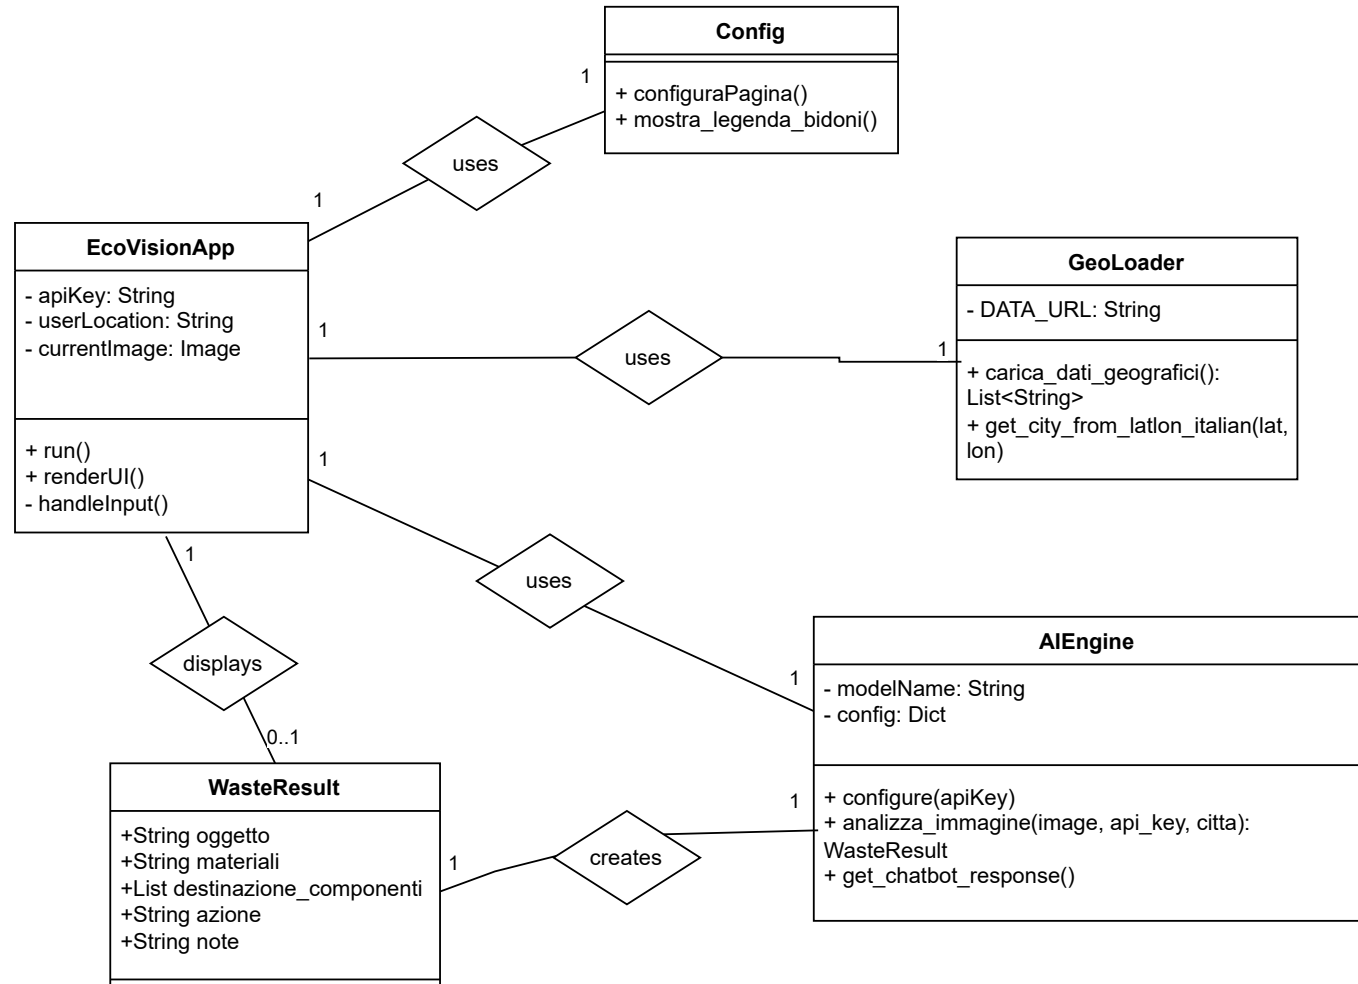 Config
+ configuraPagina()
+ mostra_legenda_bidoni()
1
uses
1
EcoVisionApp
- apiKey: String
- userLocation: String
- currentImage: Image
+ run()
+ renderUI()
- handleInput()
1
uses
1
GeoLoader
- DATA_URL: String
+ carica_dati_geografici():
List<String>
+ get_city_from_latlon_italian(lat,
lon)
1
uses
1
AIEngine
- modelName: String
- config: Dict
+ configure(apiKey)
+ analizza_immagine(image, api_key, citta):
WasteResult
+ get_chatbot_response()
1
displays
0..1
WasteResult
+String oggetto
+String materiali
+List destinazione_componenti
+String azione
+String note
1
creates
1